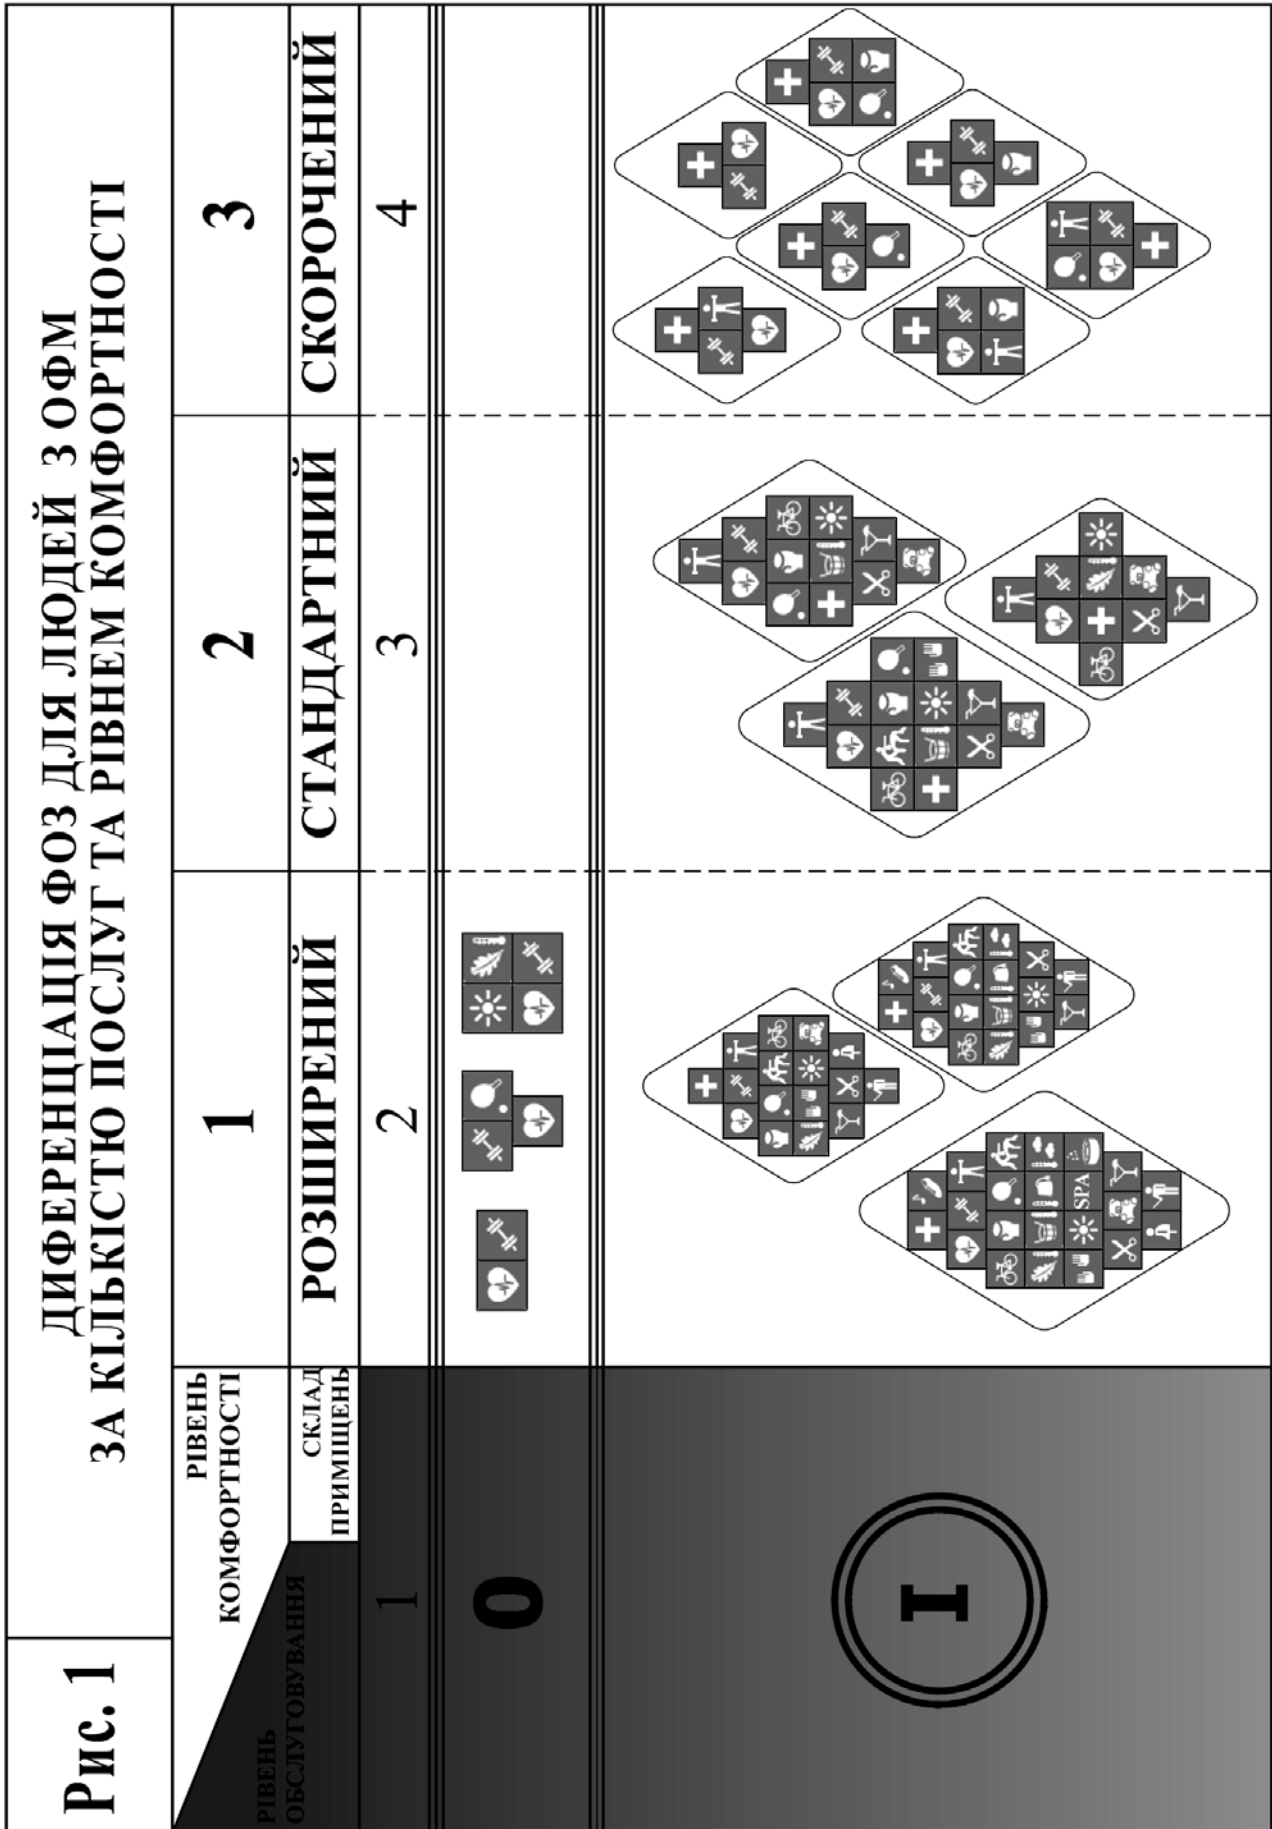 Рис. 1
ДИФЕРЕНЦІАЦІЯ ФОЗ ДЛЯ ЛЮДЕЙ З ОФМ
ЗА КІЛЬКІСТЮ ПОСЛУГ ТА РІВНЕМ КОМФОРТНОСТІ
РІВЕНЬ
КОМФОРТНОСТІ
1
2
3
СКЛАД
ПРИМІЩЕНЬ
РОЗШИРЕНИЙ
СТАНДАРТНИЙ
СКОРОЧЕНИЙ
РІВЕНЬ
ОБСЛУГОВУВАННЯ
1
2
3
4
0
I
SPA